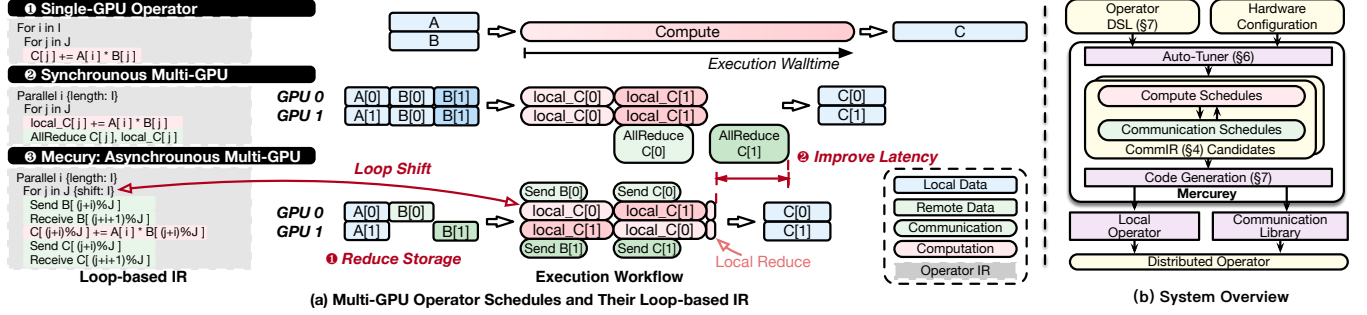 ❶ Single-GPU Operator
For i in I
For j in J
C[ j ] += A[ i ] * B[ j ]
❷ Synchrounous Multi-GPU
Parallel i {length: I}
For j in J
local_C[ j ] += A[ i ] * B[ j ]
AllReduce C[ j ], local_C[ j ]
❸ Mecury: Asynchrounous Multi-GPU
Parallel i {length: I}
For j in J {shift: I}
Send B[ (j+i)%J ]
Receive B[ (j+i+1)%J ]
C[ (j+i)%J ] += A[ i ] * B[ (j+i)%J ]
Send C[ (j+i)%J ]
Receive C[ (j+i+1)%J ]
Loop-based IR
A
B
Compute
C
Execution Walltime
GPU 0
GPU 1
A[0] B[0] B[1]
A[1] B[0] B[1]
local_C[0] local_C[1]
local_C[0] local_C[1]
AllReduce C[0]
AllReduce C[1]
C[0]
C[1]
Loop Shift
❷ Improve Latency
GPU 0
GPU 1
A[0] B[0]
A[1] B[1]
❶ Reduce Storage
Send B[0] Send C[0]
local_C[0] local_C[1]
local_C[1] local_C[0]
Send B[1] Send C[1]
C[0]
C[1]
Local Reduce
Execution Workflow
Local Data
Remote Data
Communication
Computation
Operator IR
(a) Multi-GPU Operator Schedules and Their Loop-based IR
Operator
DSL (§7)
Hardware
Configuration
Auto-Tuner (§6)
Compute Schedules
Communication Schedules
CommIR (§4) Candidates
Code Generation (§7)
Mercurey
Local
Operator
Communication
Library
Distributed Operator
(b) System Overview